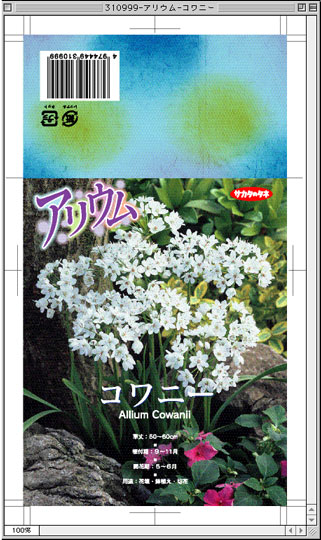 310999-アリウム-コワニー
4 974449 310999
アリウム
サカタのタネ
コワニー
Allium Cowanii
草丈：50～60cm
植付期：9～11月
開花期：5～6月
用途：花壇・鉢植え・切花
100%